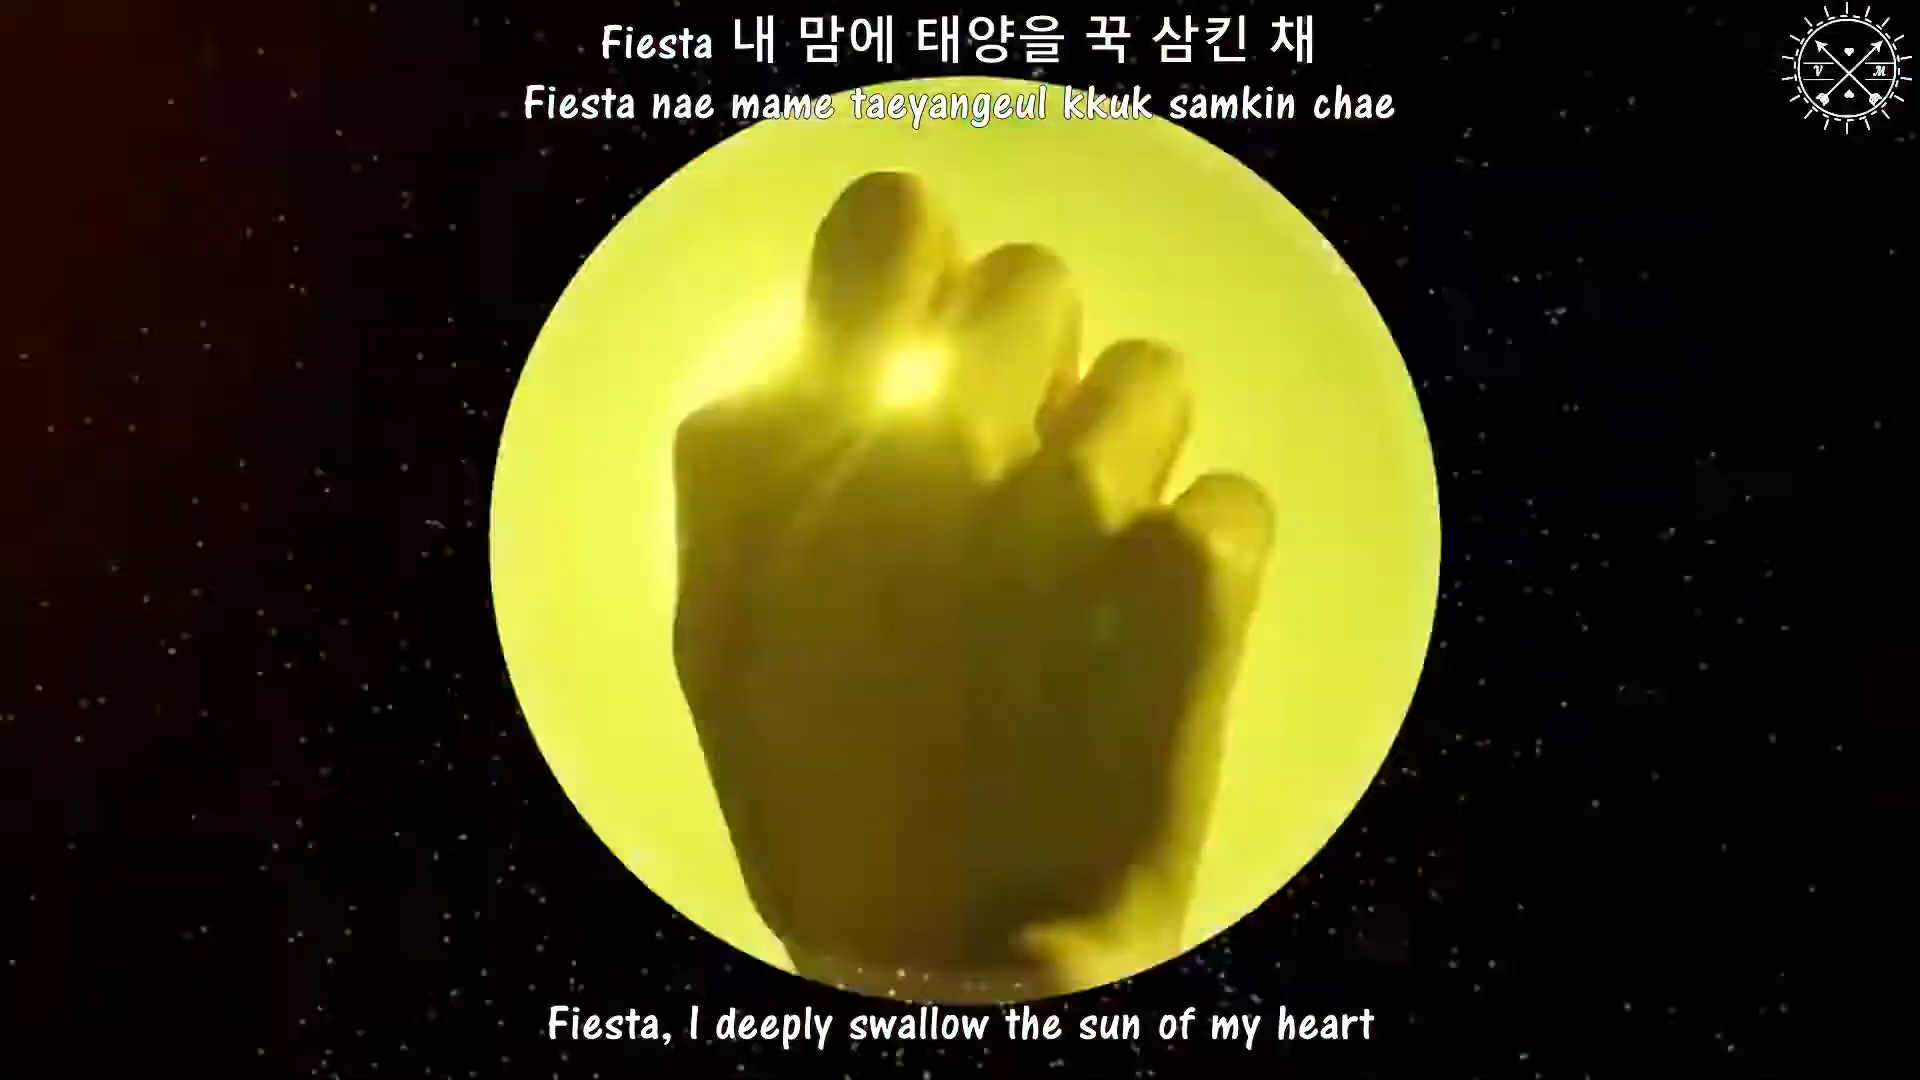 Fiesta 내 맘에 태양을 꾹 삼킨 채
Fiesta nae mame taeyangeul kkuk samkin chae
V M
Fiesta, I deeply swallow the sun of my heart